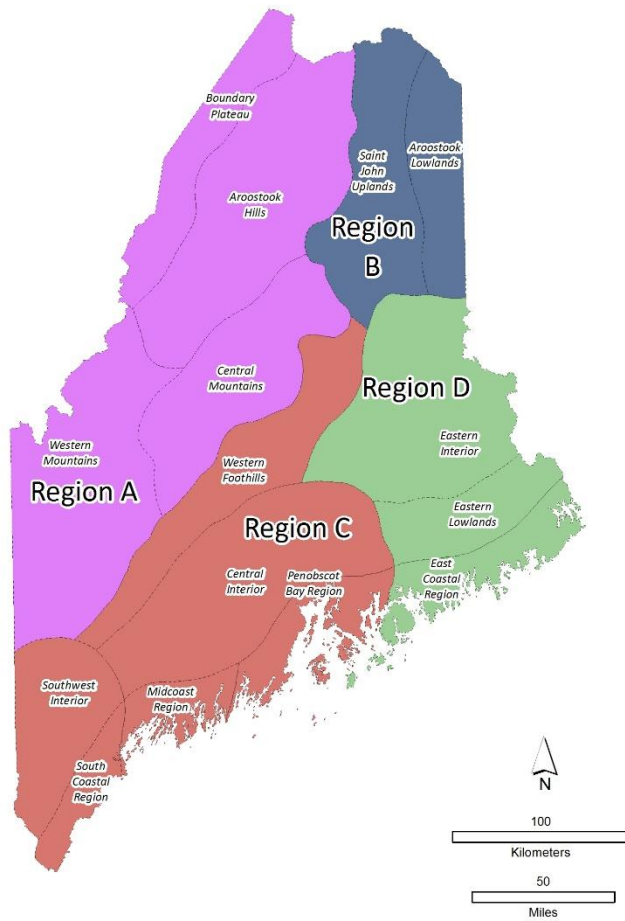 Boundary
Plateau
Aroostook
Hills
Saint
John
Uplands
Aroostook
Lowlands
Region
B
Central
Mountains
Region D
Western
Mountains
Region A
Western
Foothills
Eastern
Interior
Region C
Eastern
Lowlands
Central
Interior
Penobscot
Bay Region
East
Coastal
Region
Southwest
Interior
Midcoast
Region
South
Coastal
Region
N
100
Kilometers
50
Miles